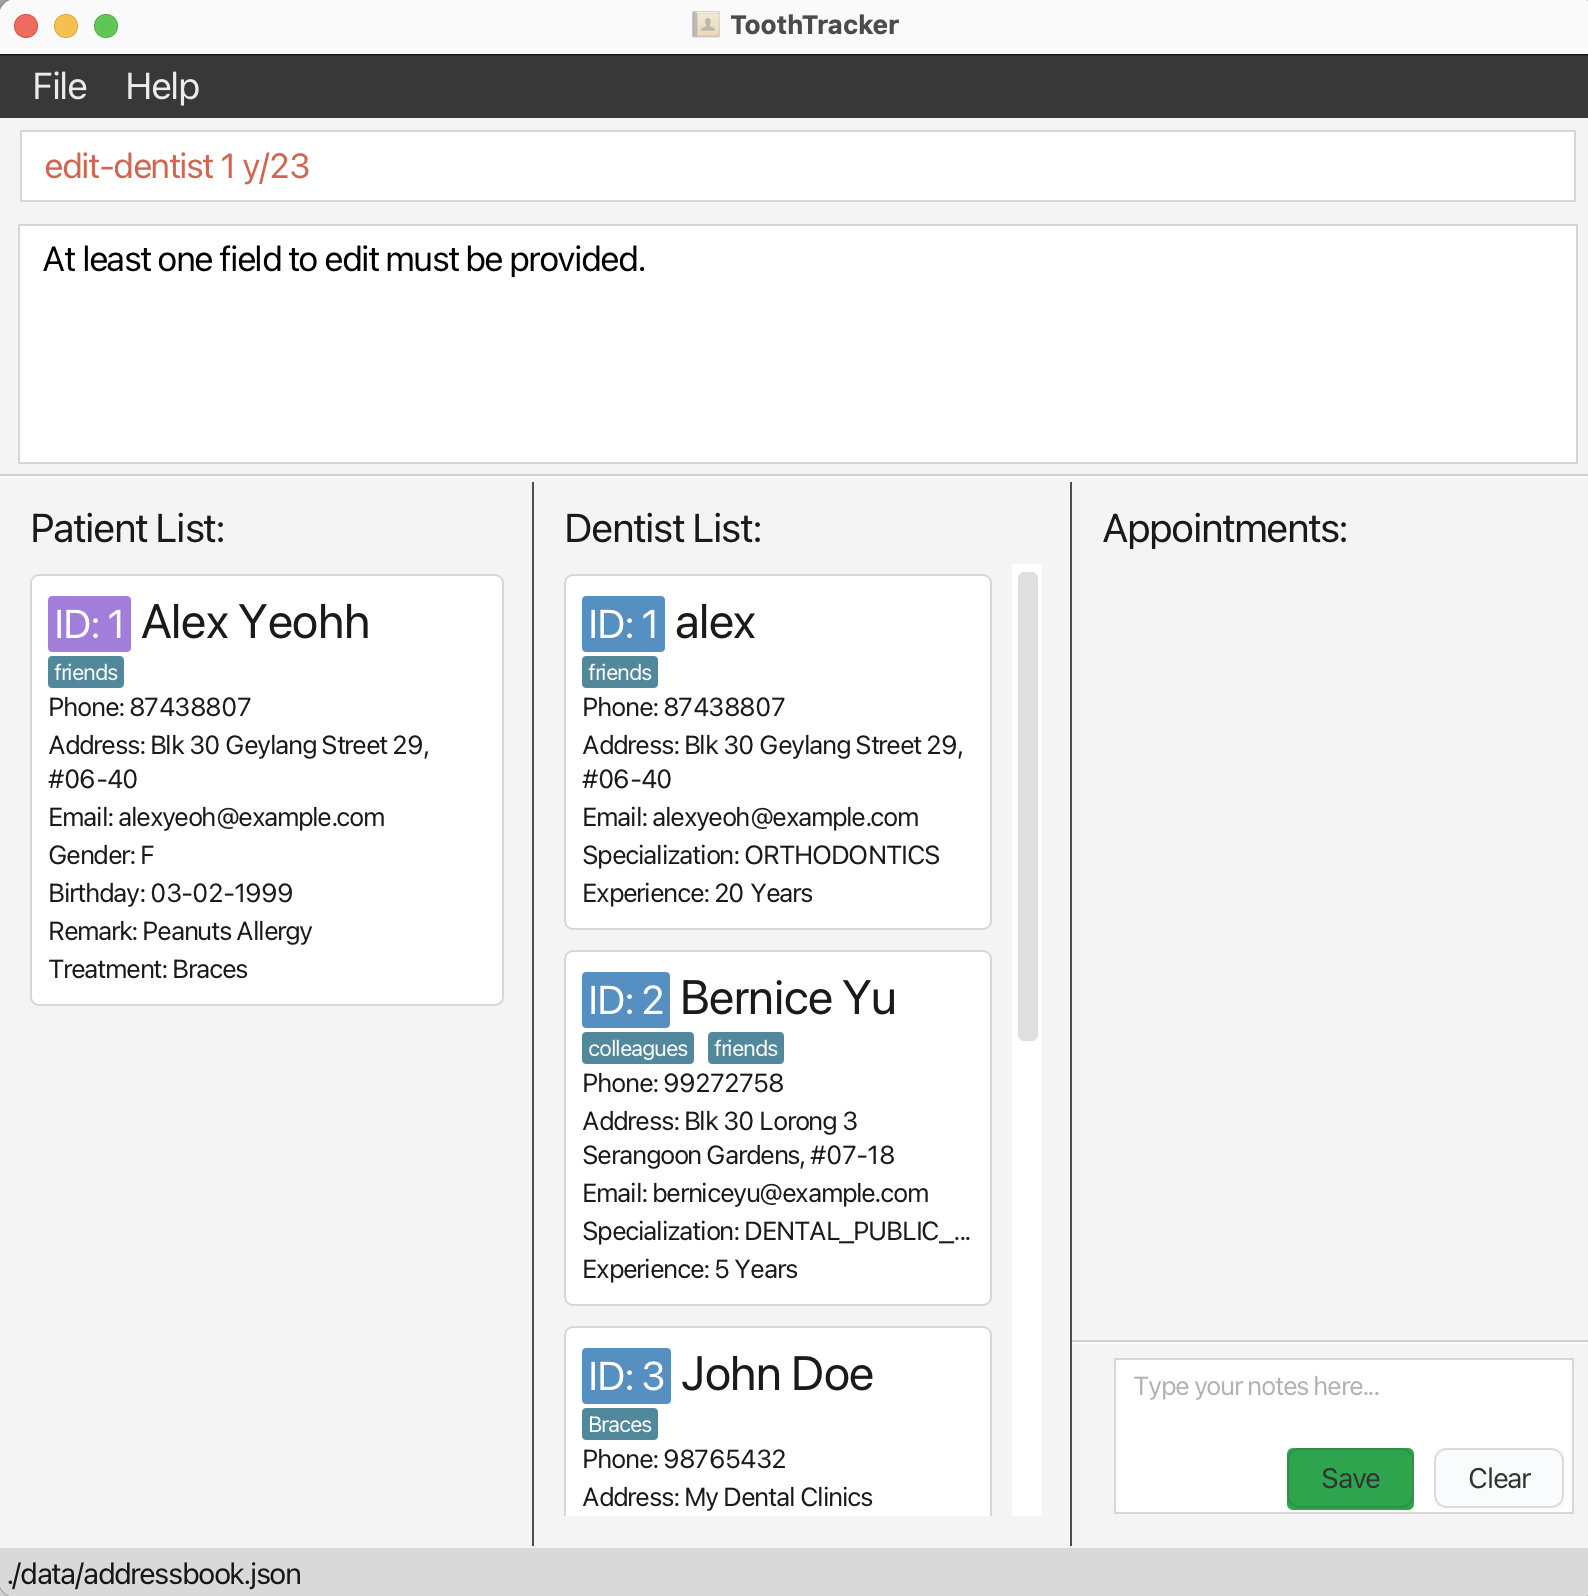 ToothTracker
File Help
edit-dentist 1 y/23
At least one field to edit must be provided.
Patient List:
ID: 1 Alex Yeohh
friends
Phone: 87438807
Address: Blk 30 Geylang Street 29,
#06-40
Email: alexyeoh@example.com
Gender: F
Birthday: 03-02-1999
Remark: Peanuts Allergy
Treatment: Braces
Dentist List:
ID: 1 alex
friends
Phone: 87438807
Address: Blk 30 Geylang Street 29,
#06-40
Email: alexyeoh@example.com
Specialization: ORTHODONTICS
Experience: 20 Years
ID: 2 Bernice Yu
colleagues friends
Phone: 99272758
Address: Blk 30 Lorong 3
Serangoon Gardens, #07-18
Email: berniceyu@example.com
Specialization: DENTAL_PUBLIC_...
Experience: 5 Years
ID: 3 John Doe
Braces
Phone: 98765432
Address: My Dental Clinics
Appointments:
Type your notes here...
Save Clear
./data/addressbook.json